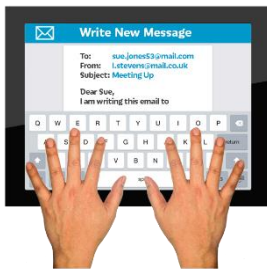 Write New Message
To: sue.jones53@mail.com
From: l.stevens@mail.co.uk
Subject: Meeting Up
Dear Sue,
I am writing this email to
Q W E R T Y U I O P
S D G H K L return
V B N